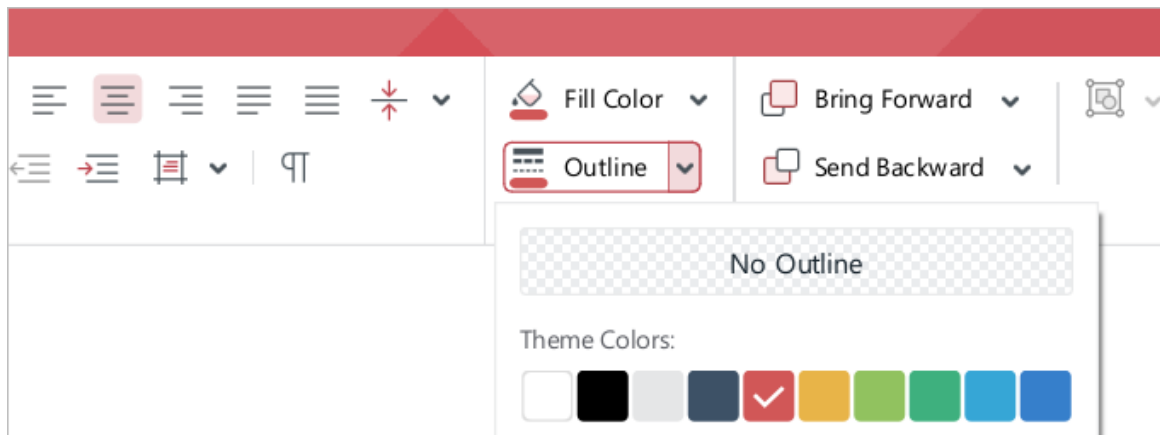 Fill Color
Bring Forward
Outline
Send Backward
No Outline
Theme Colors: